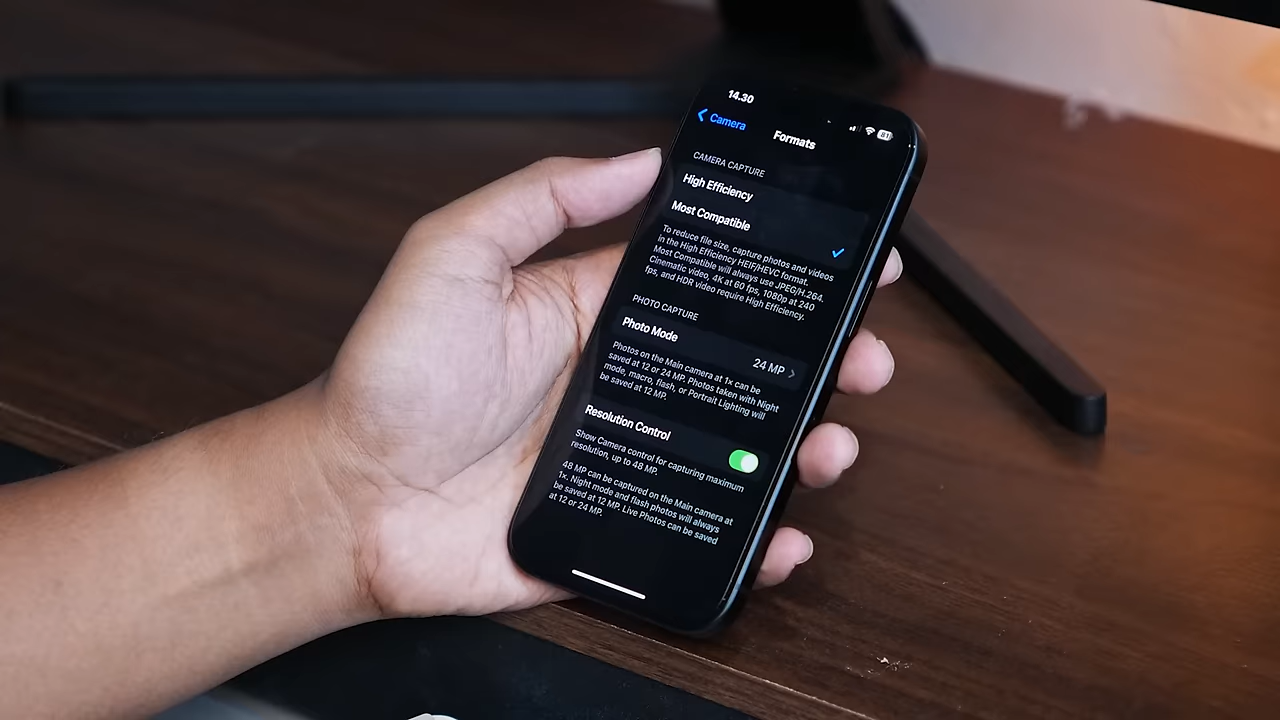 14.30
81
Camera
Formats
CAMERA CAPTURE
High Efficiency
Most Compatible
To reduce file size, capture photos and videos
in the High Efficiency HEIF/HEVC format.
Most Compatible will always use JPEG/H.264.
Cinematic video, 4K at 60 fps, 1080p at 240
fps, and HDR video require High Efficiency.
PHOTO CAPTURE
Photo Mode
24 MP
Photos on the Main camera at 1x can be
saved at 12 or 24 MP. Photos taken with Night
mode, macro, flash, or Portrait Lighting will
be saved at 12 MP.
Resolution Control
Show Camera control for capturing maximum
resolution, up to 48 MP.
48 MP can be captured on the Main camera at
1x. Night mode and flash photos will always
be saved at 12 MP. Live Photos can be saved
at 12 or 24 MP.